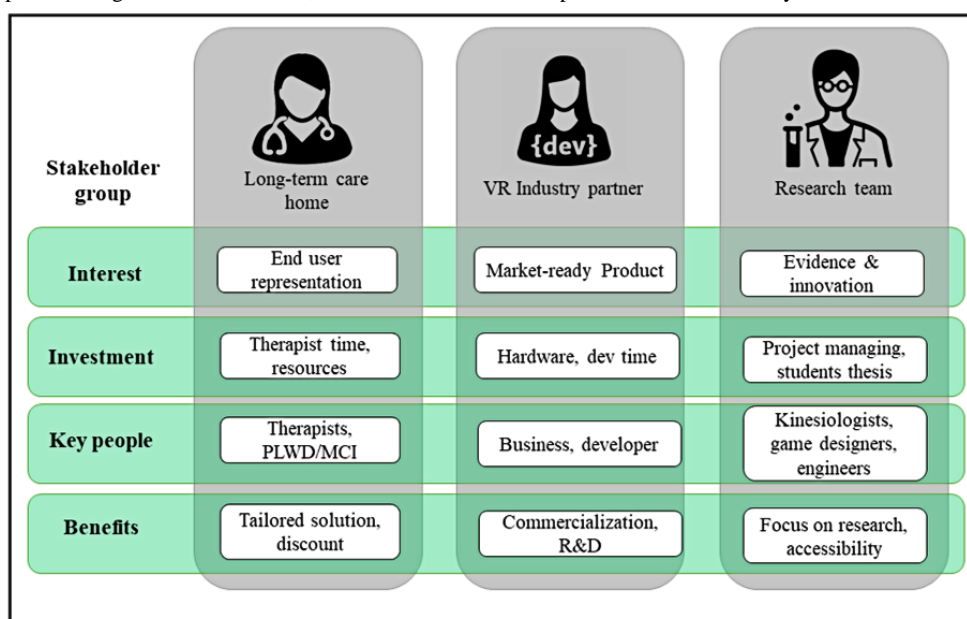 Stakeholder
group
Long-term care
home
{dev}
VR Industry partner
Research team
Interest
End user
representation
Market-ready Product
Evidence &
innovation
Investment
Therapist time,
resources
Hardware, dev time
Project managing,
students thesis
Key people
Therapists,
PLWD/MCI
Business, developer
Kinesiologists,
game designers,
engineers
Benefits
Tailored solution,
discount
Commercialization,
R&D
Focus on research,
accessibility